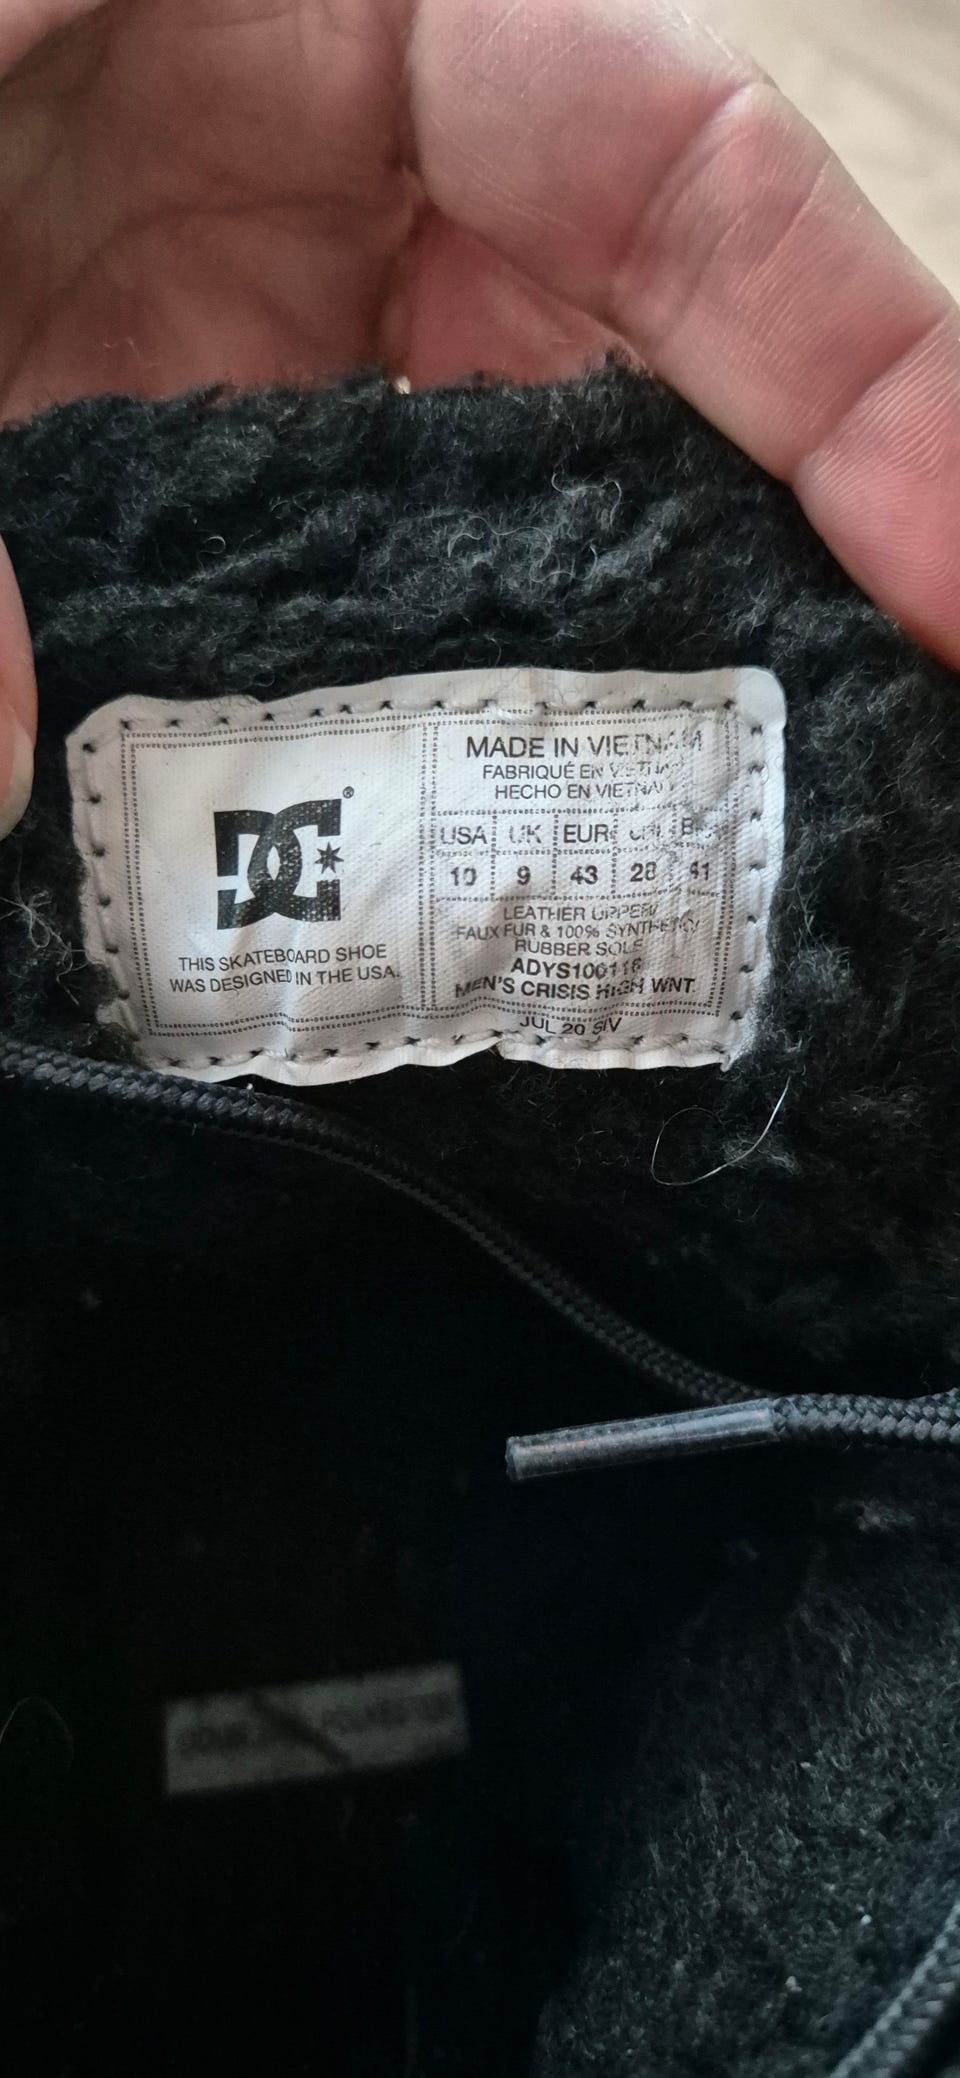 DC®
THIS SKATEBOARD SHOE
WAS DESIGNED IN THE USA.
MADE IN VIETNAM
FABRIQUÉ EN VIETNAM
HECHO EN VIETNAM
USA UK EUR
10 9 43 28 41
LEATHER UPPER/
FAUX FUR & 100% SYNTHETIC/
RUBBER SOLE
ADYS100116
MEN'S CRISIS HIGH WNT.
JUL 20 SIV